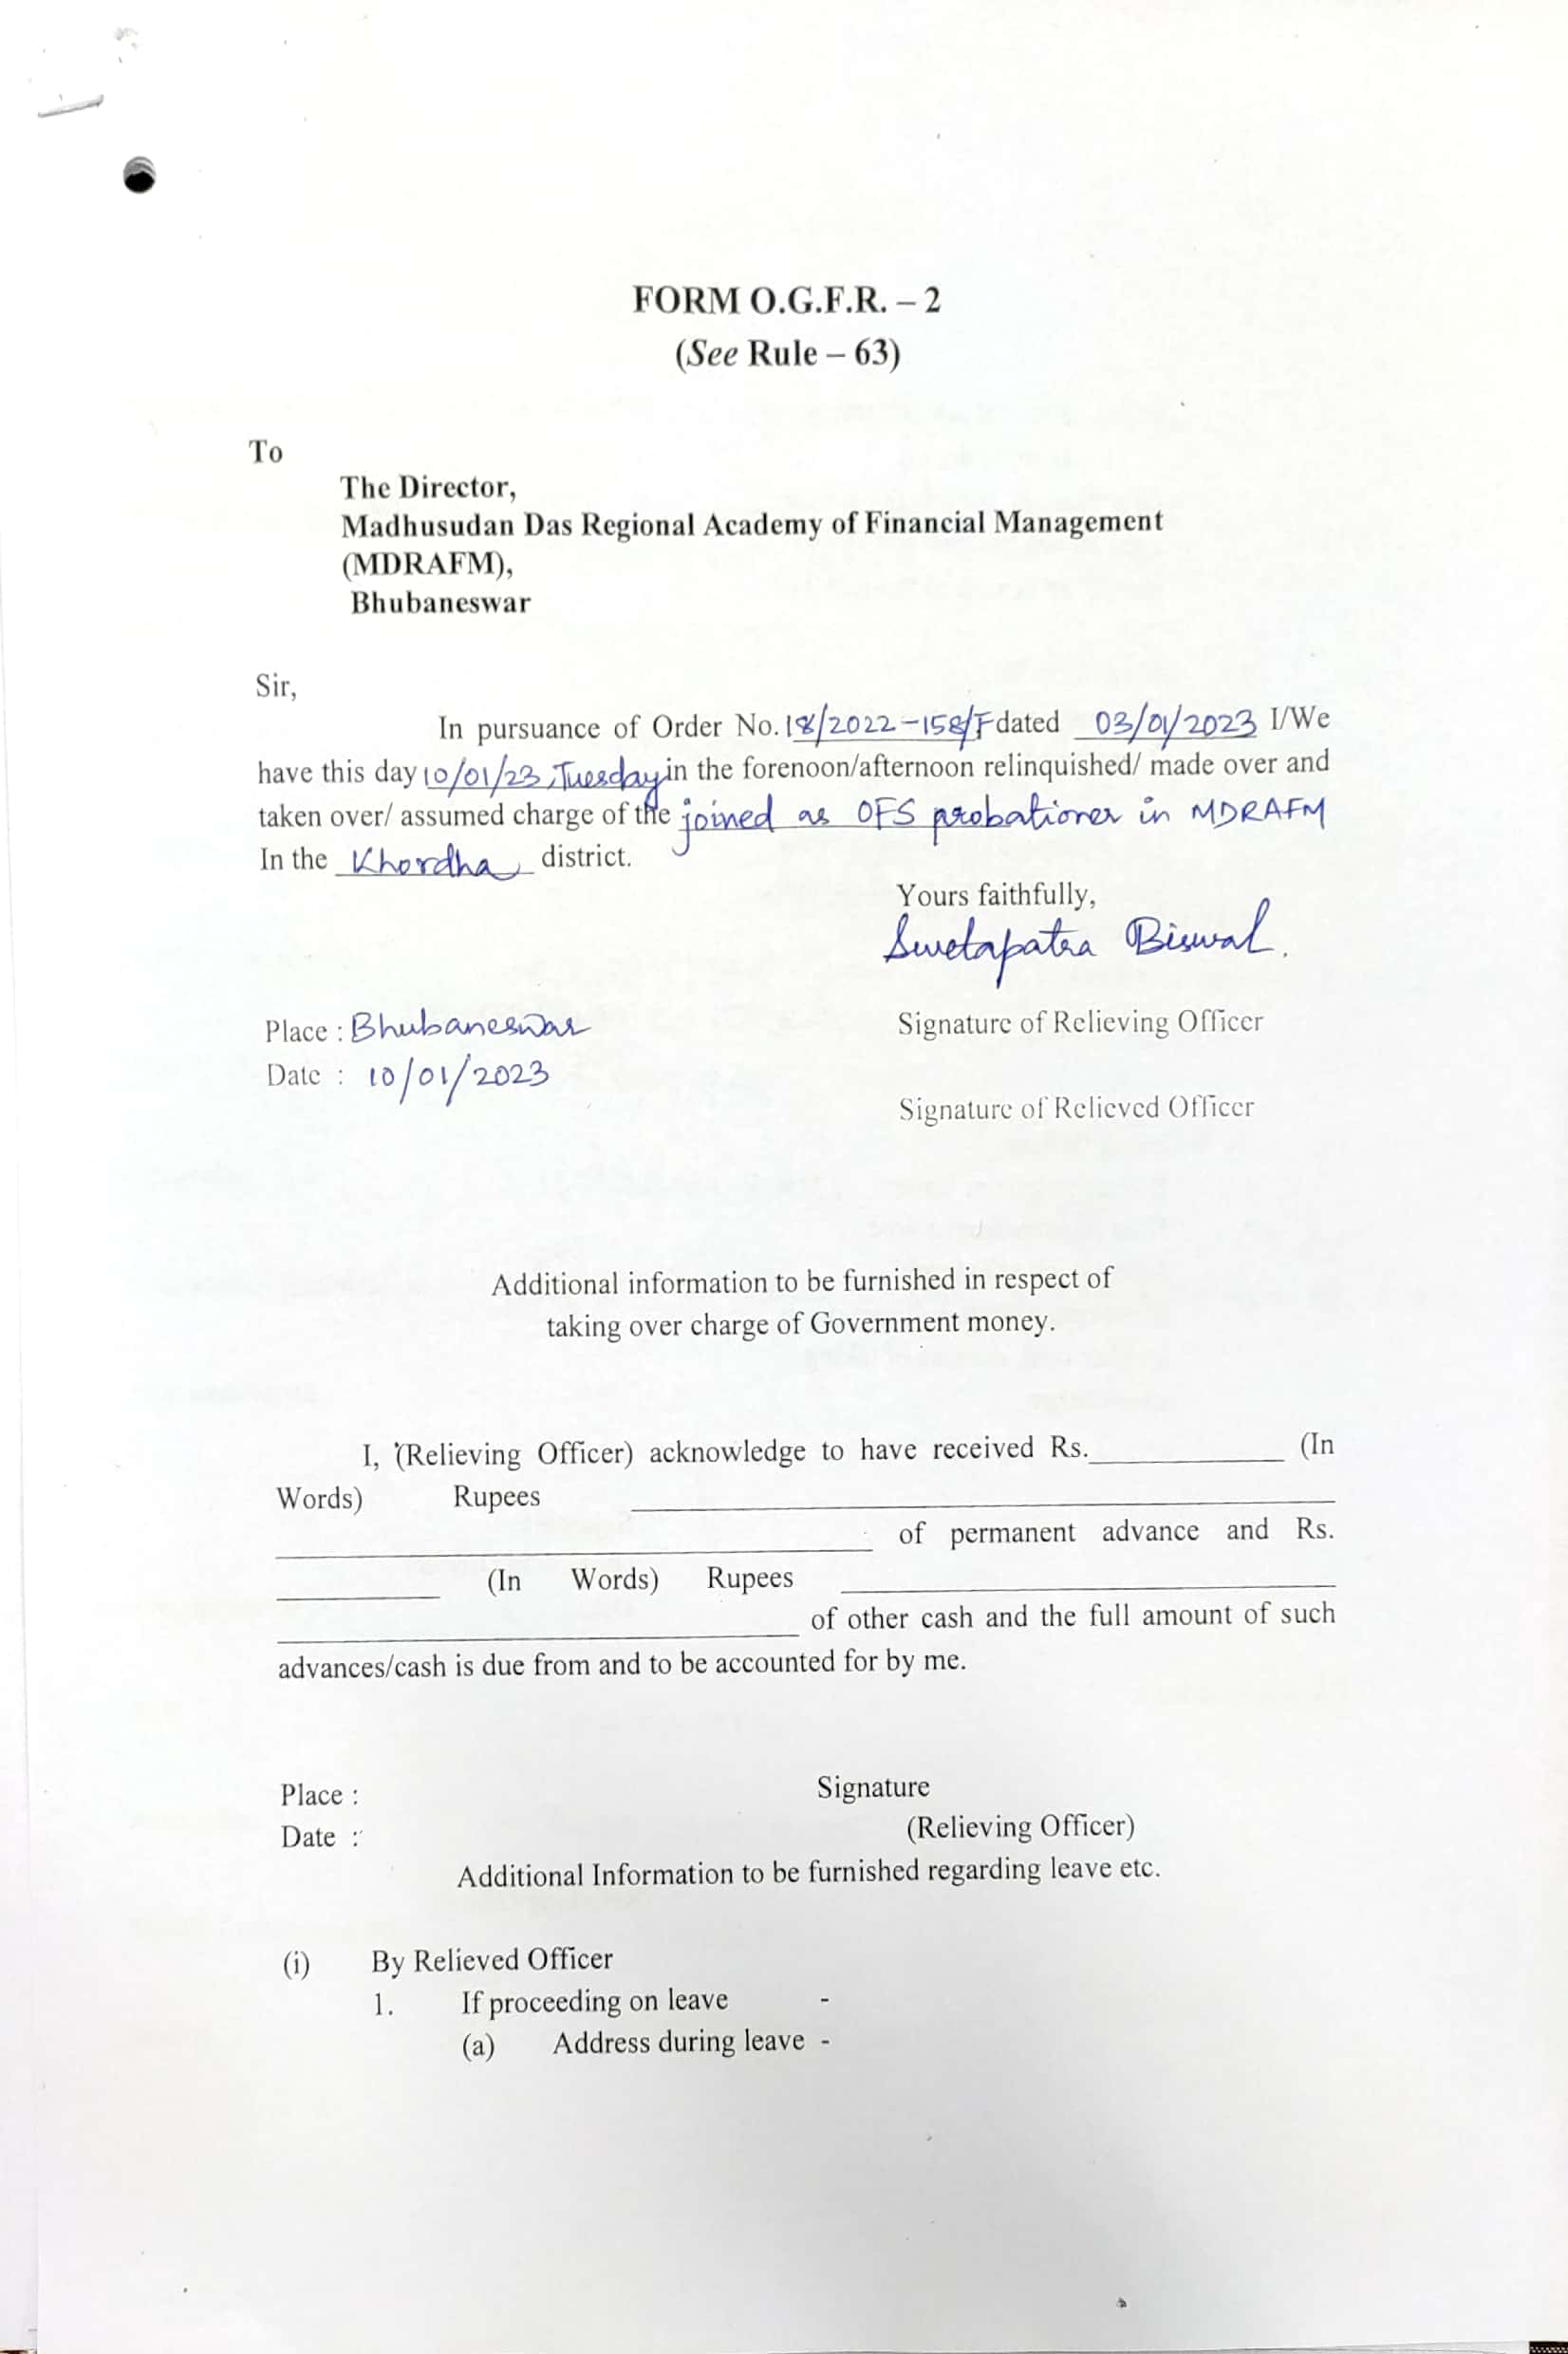 FORM O.G.F.R. – 2
(See Rule – 63)
To
The Director,
Madhusudan Das Regional Academy of Financial Management
(MDRAFM),
Bhubaneswar
Sir,
In pursuance of Order No. 18/2022-158/F dated 03/01/2023 I/We
have this day 10/01/23, Tuesday in the forenoon/afternoon relinquished/ made over and
taken over/ assumed charge of the joined as OFS probationer in MDRAFM
In the Khordha district.
Yours faithfully,
Swetapatra Biswal.
Place : Bhubaneswar
Signature of Relieving Officer
Date : 10/01/2023
Signature of Relieved Officer
Additional information to be furnished in respect of
taking over charge of Government money.
I, (Relieving Officer) acknowledge to have received Rs.____________ (In
Words) Rupees ____________
____________ of permanent advance and Rs.
____________ (In Words) Rupees ____________
____________ of other cash and the full amount of such
advances/cash is due from and to be accounted for by me.
Place :
Signature
Date :
(Relieving Officer)
Additional Information to be furnished regarding leave etc.
(i) By Relieved Officer
1. If proceeding on leave -
(a) Address during leave -